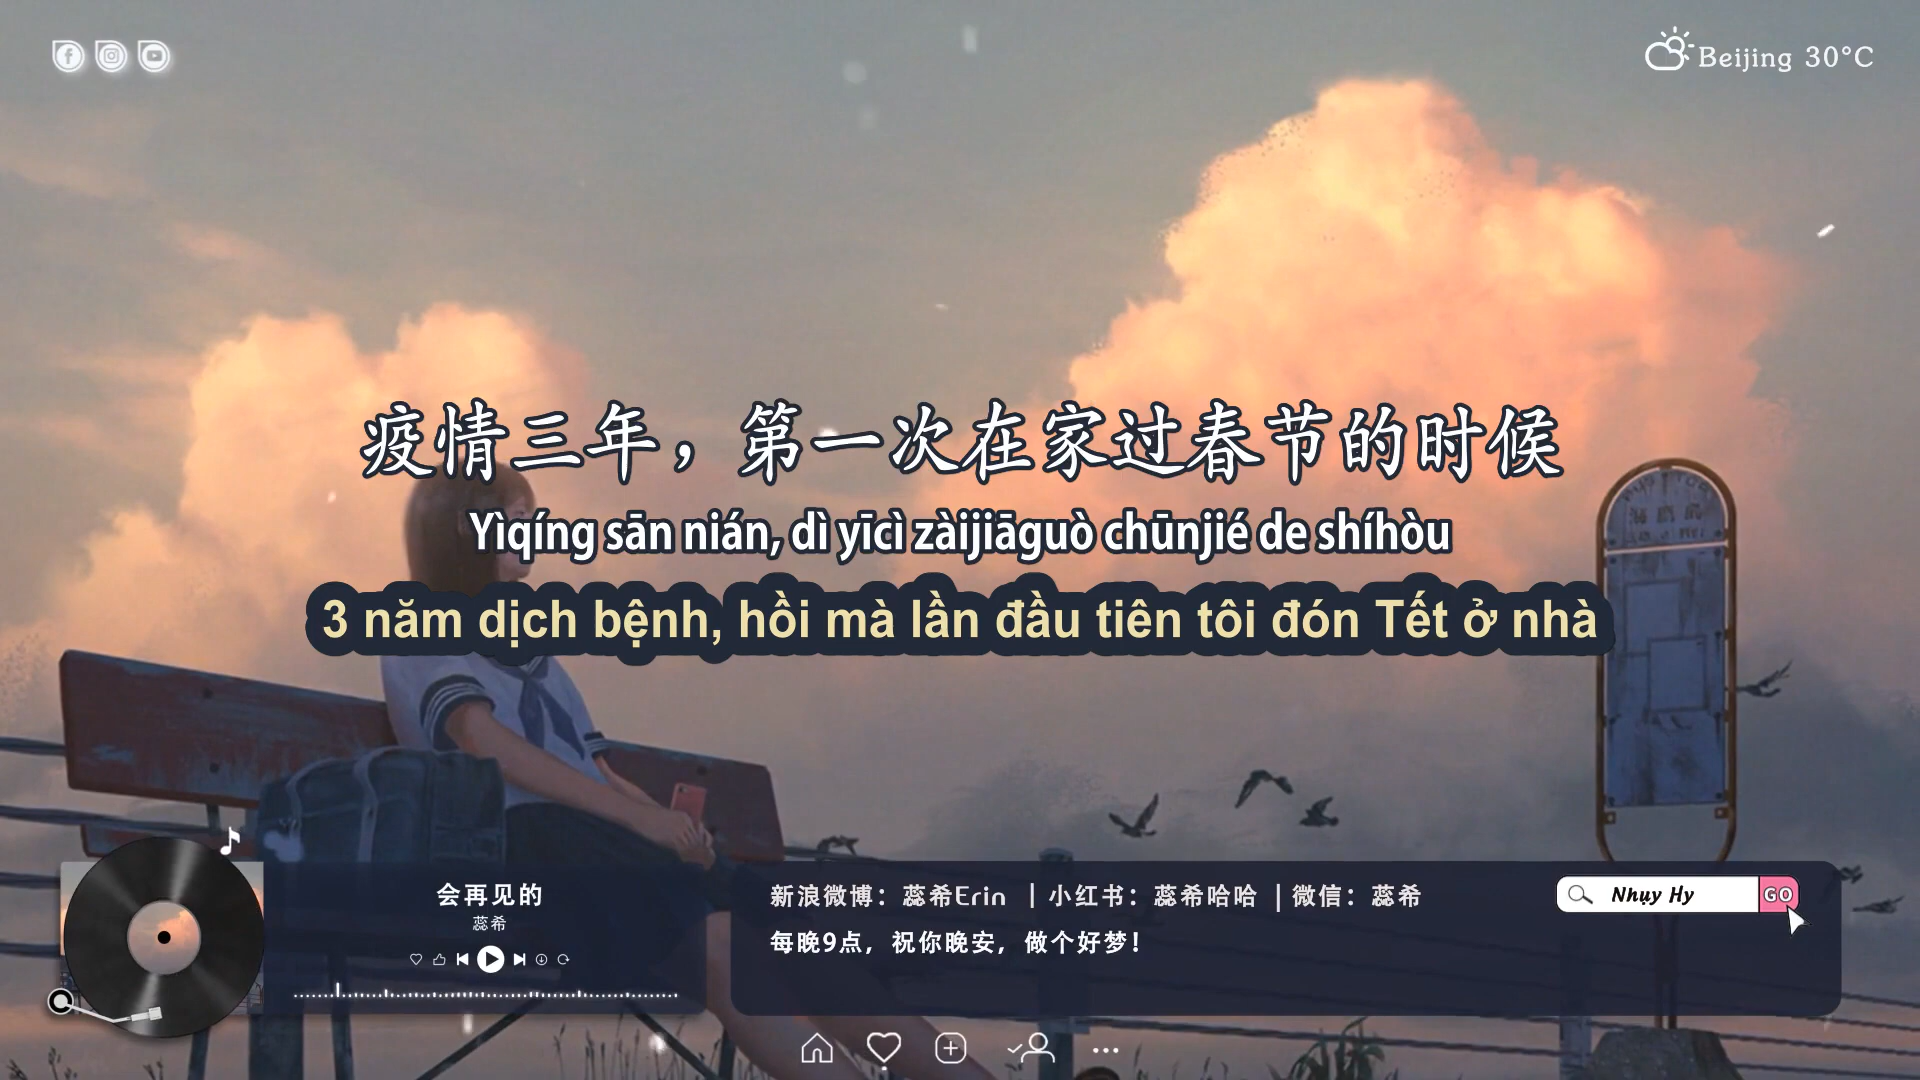 Beijing 30°C
疫情三年，第一次在家过春节的时候
Yìqíng sān nián, dì yīcì zàijiāguò chūnjié de shíhòu
3 năm dịch bệnh, hồi mà lần đầu tiên tôi đón Tết ở nhà
会再见的
蕊希
新浪微博：蕊希Erin ｜小红书：蕊希哈哈 ｜微信：蕊希
每晚9点，祝你晚安，做个好梦！
Nhụy Hy GO